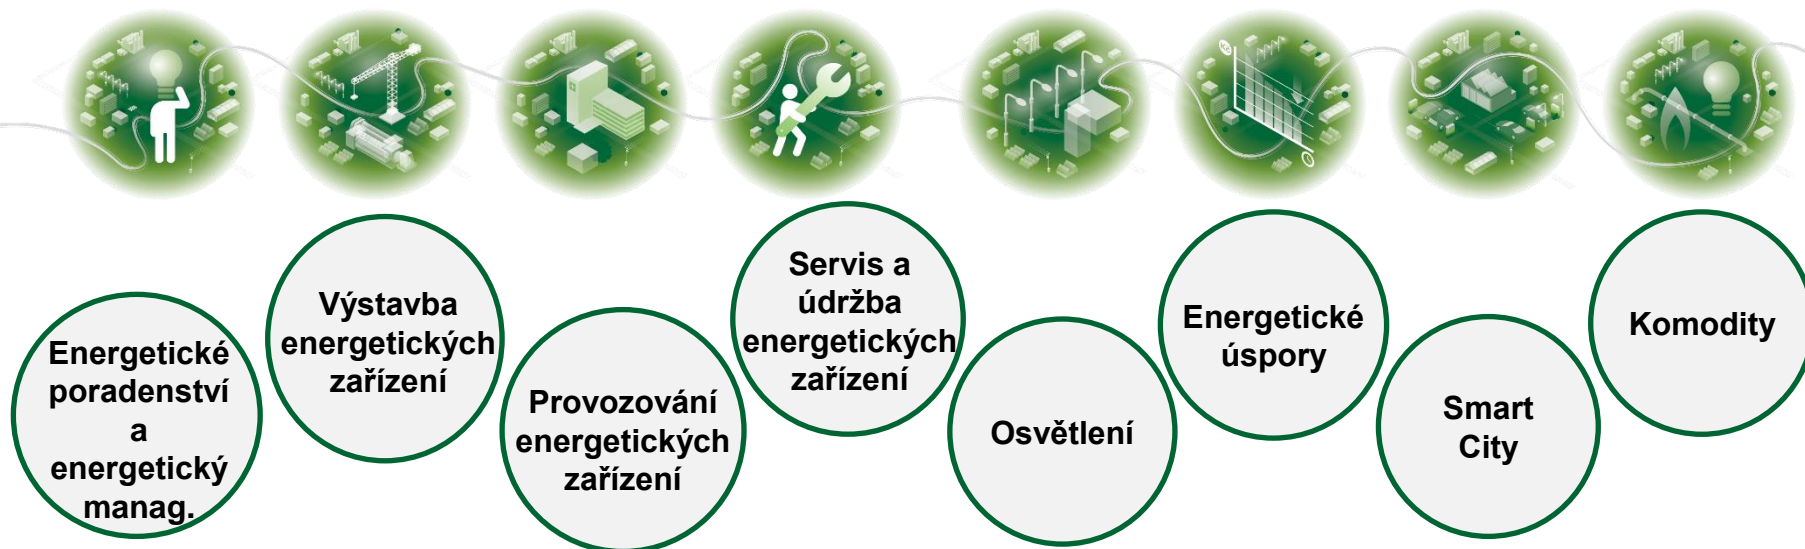 Energetické
poradenství
a
energetický
manag.
Výstavba
energetických
zařízení
Provozování
energetických
zařízení
Servis a
údržba
energetických
zařízení
Osvětlení
Energetické
úspory
Smart
City
Komodity